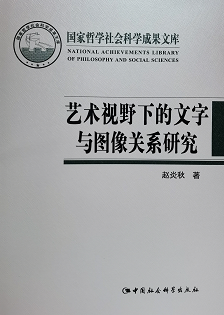 国家哲学社会科学成果文库
NATIONAL ACHIEVEMENTS LIBRARY
OF PHILOSOPHY AND SOCIAL SCIENCES
艺术视野下的文字
与图像关系研究
赵炎秋 著
中国社会科学出版社